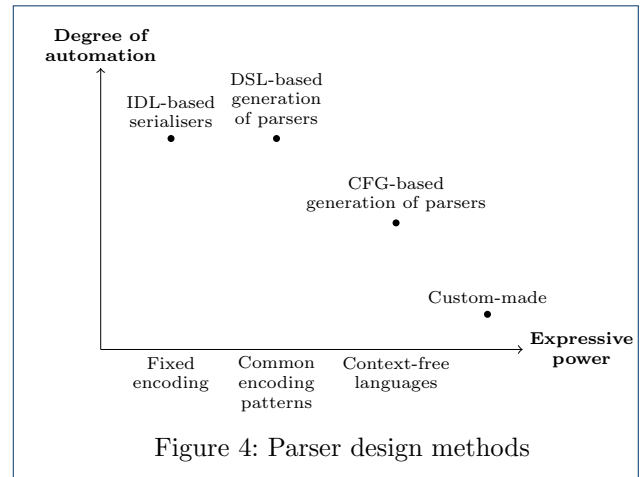 Degree of
automation
DSL-based
generation
of parsers
IDL-based
serialisers
CFG-based
generation of parsers
Custom-made
Expressive
power
Fixed
encoding
Common
encoding
patterns
Context-free
languages
Figure 4: Parser design methods